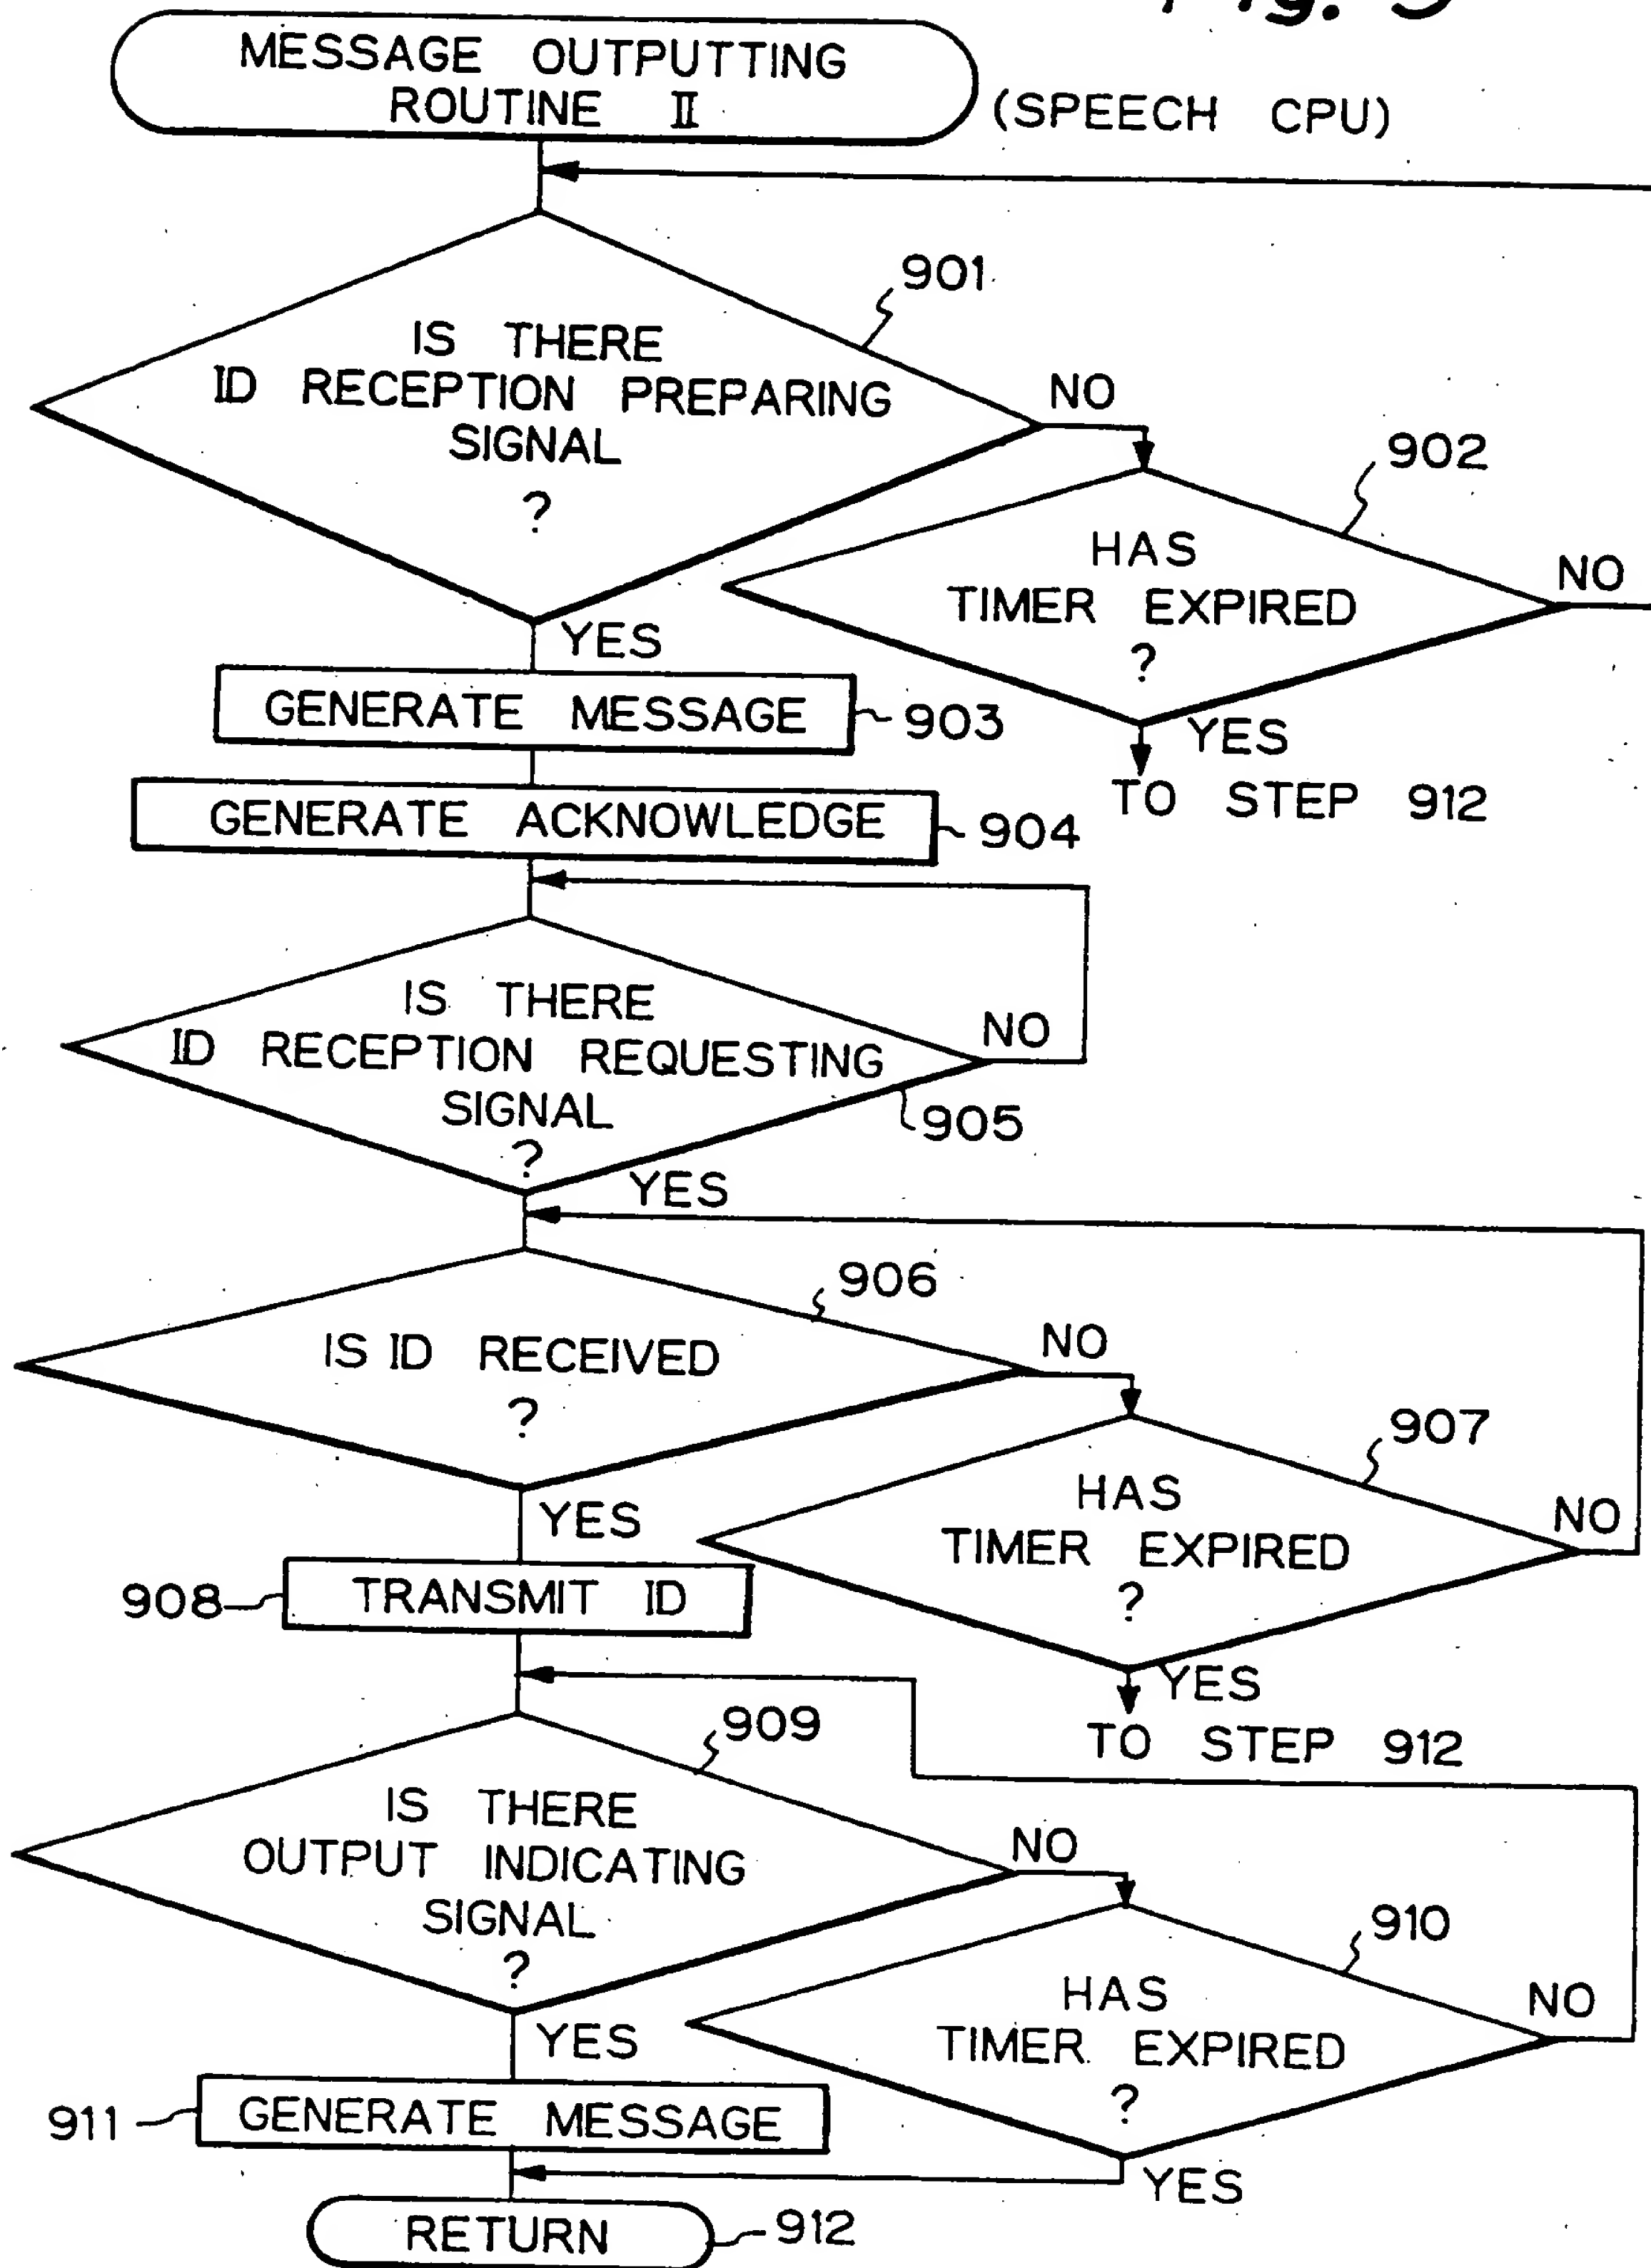 Fig. 9
MESSAGE OUTPUTTING
ROUTINE II
(SPEECH CPU)
901
IS THERE
ID RECEPTION PREPARING
SIGNAL
?
NO
YES
902
HAS
TIMER EXPIRED
?
NO
YES
TO STEP 912
GENERATE MESSAGE
903
GENERATE ACKNOWLEDGE
904
IS THERE
ID RECEPTION REQUESTING
SIGNAL
?
NO
905
YES
906
IS ID RECEIVED
?
NO
YES
907
HAS
TIMER EXPIRED
?
NO
YES
TO STEP 912
908
TRANSMIT ID
909
IS THERE
OUTPUT INDICATING
SIGNAL
?
NO
YES
910
HAS
TIMER EXPIRED
?
NO
YES
911
GENERATE MESSAGE
RETURN
912